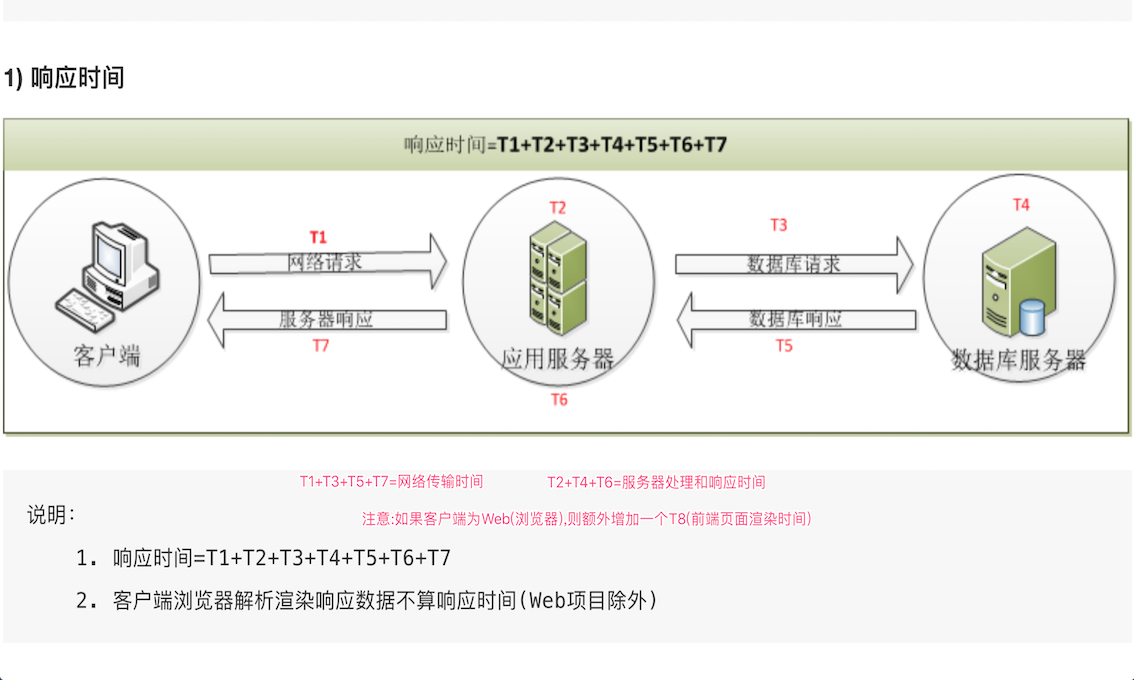 1) 响应时间
响应时间=T1+T2+T3+T4+T5+T6+T7
T2
T4
T1
T3
网络请求
数据库请求
服务器响应
数据库响应
T7
T5
客户端
应用服务器
数据库服务器
T6
T1+T3+T5+T7=网络传输时间
T2+T4+T6=服务器处理和响应时间
说明:
注意:如果客户端为Web(浏览器),则额外增加一个T8(前端页面渲染时间)
1. 响应时间=T1+T2+T3+T4+T5+T6+T7
2. 客户端浏览器解析渲染响应数据不算响应时间(Web项目除外)